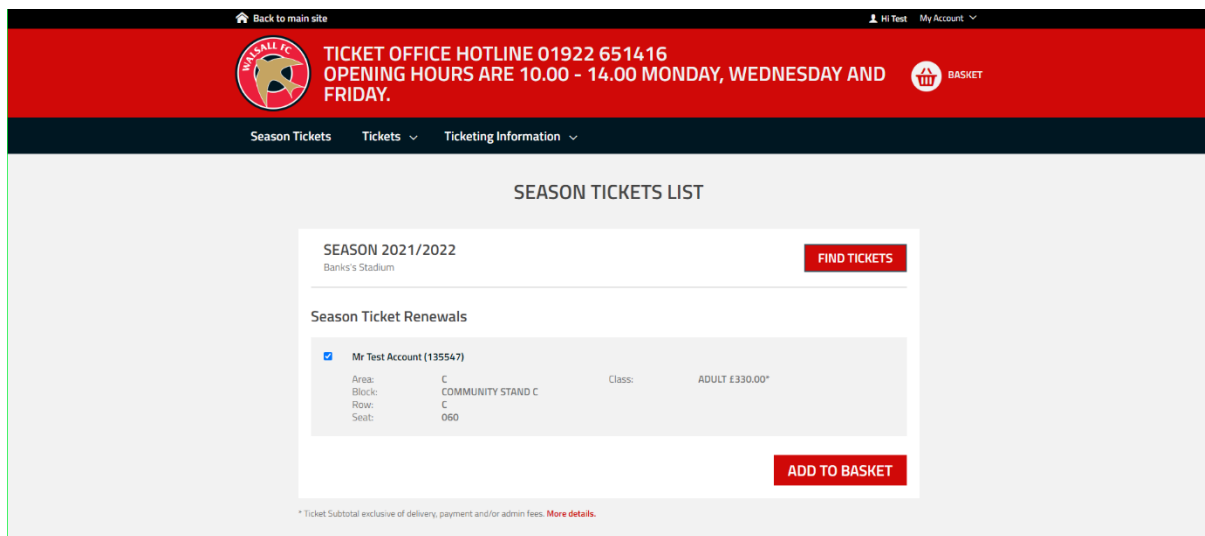 Back to main site
Hi Test My Account
WALSALL FC
TICKET OFFICE HOTLINE 01922 651416
OPENING HOURS ARE 10.00 - 14.00 MONDAY, WEDNESDAY AND
FRIDAY.
BASKET
Season Tickets Tickets Ticketing Information
SEASON TICKETS LIST
SEASON 2021/2022
Banks's Stadium
FIND TICKETS
Season Ticket Renewals
Mr Test Account (135547)
Area: C Class: ADULT £330.00*
Block: COMMUNITY STAND C
Row: C
Seat: 060
ADD TO BASKET
* Ticket Subtotal exclusive of delivery, payment and/or admin fees. More details.